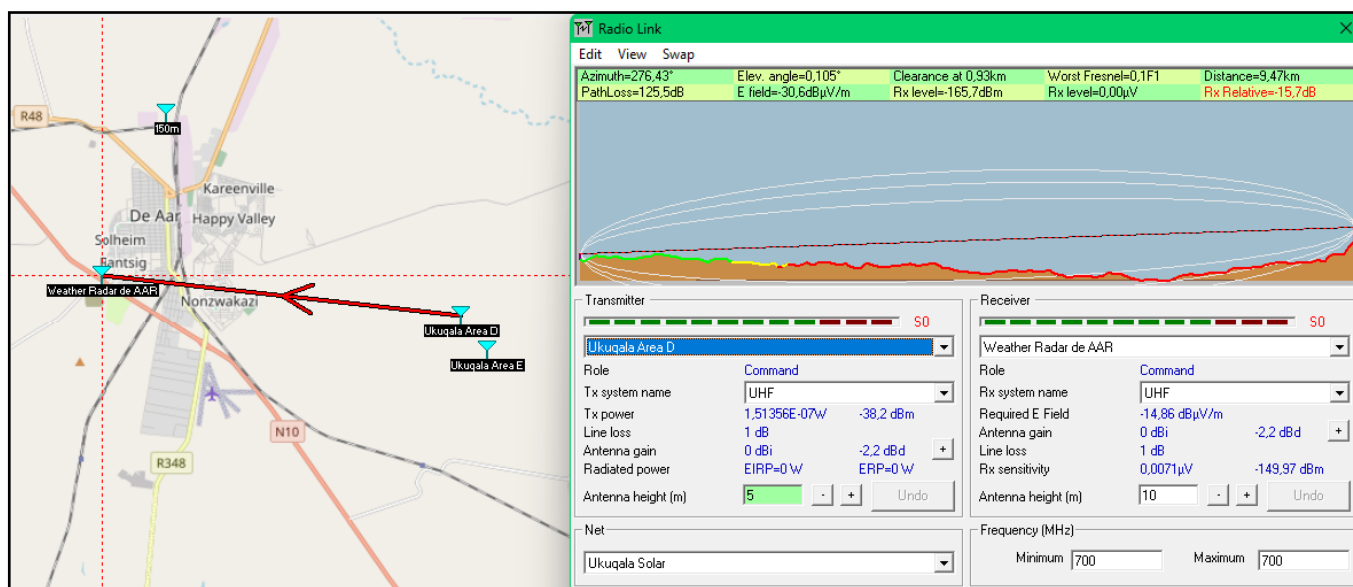 R48
150m
Kareenville
De Aar
Happy Valley
Solheim
Weather Radar de AAR
Nonzwakazi
Ukuqala Area D
Ukuqala Area E
N10
R348
Radio Link
Edit View Swap
Azimuth=276,43° Elev. angle=0,105° Clearance at 0,93km Worst Fresnel=0,1F1 Distance=9,47km
PathLoss=125,5dB E field=-30,6dBµV/m Rx level=-165,7dBm Rx level=0,00µV Rx Relative=-15,7dB
Transmitter
S0
Ukuqala Area D
Role Command
Tx system name UHF
Tx power 1,51356E-07W -38,2 dBm
Line loss 1 dB
Antenna gain 0 dBi -2,2 dBd +
Radiated power EIRP=0 W ERP=0 W
Antenna height (m) 5 - + Undo
Net
Ukuqala Solar
Receiver
S0
Weather Radar de AAR
Role Command
Rx system name UHF
Required E Field -14,86 dBµV/m
Antenna gain 0 dBi -2,2 dBd +
Line loss 1 dB
Rx sensitivity 0,0071µV -149,97 dBm
Antenna height (m) 10 - + Undo
Frequency (MHz)
Minimum 700 Maximum 700